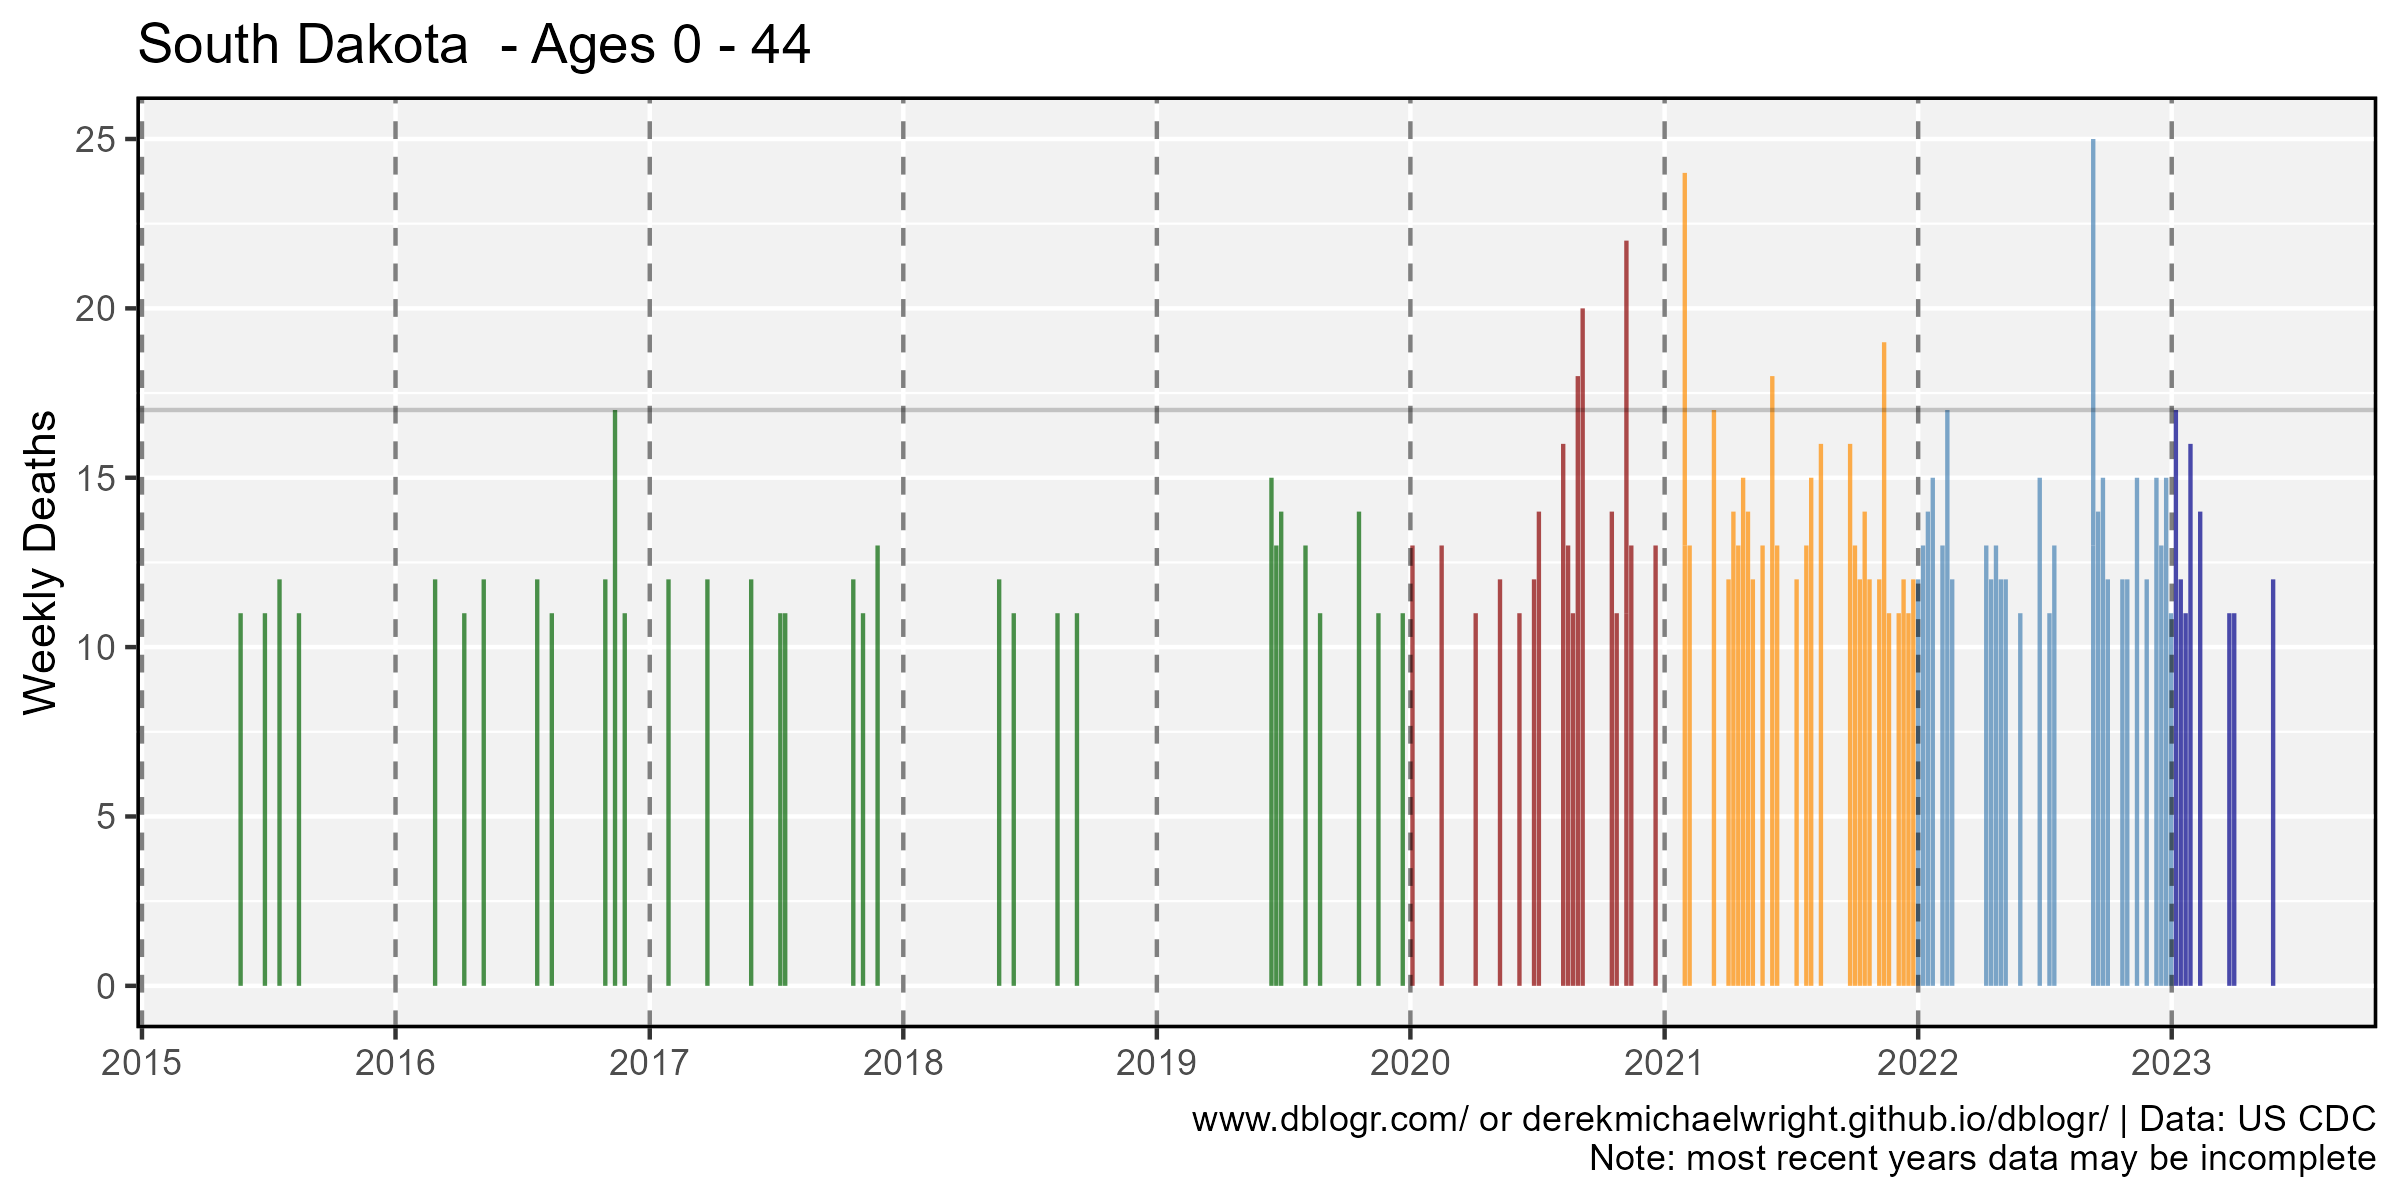 South Dakota  - Ages 0 - 44
Weekly Deaths
25
20
15
10
5
0
2015 2016 2017 2018 2019 2020 2021 2022 2023
www.dblogr.com/ or derekmichaelwright.github.io/dblogr/ | Data: US CDC
Note: most recent years data may be incomplete